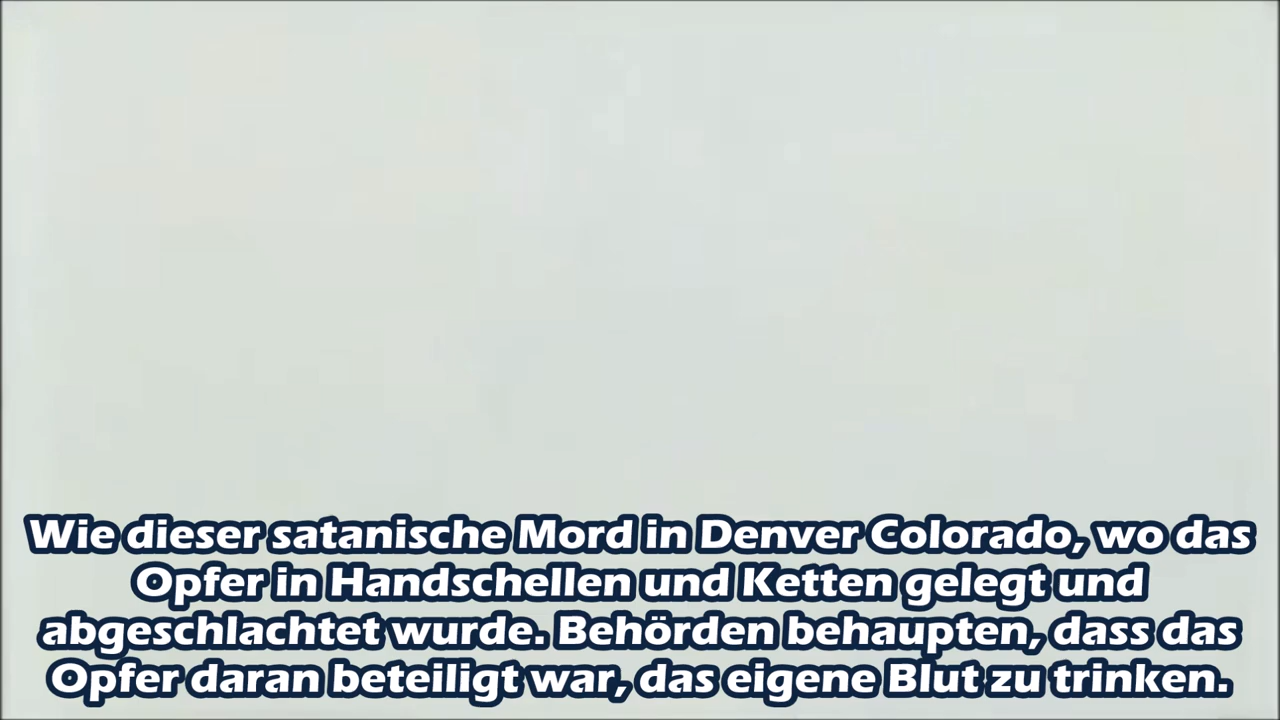 Wie dieser satanische Mord in Denver Colorado, wo das
Opfer in Handschellen und Ketten gelegt und
abgeschlachtet wurde. Behörden behaupten, dass das
Opfer daran beteiligt war, das eigene Blut zu trinken.